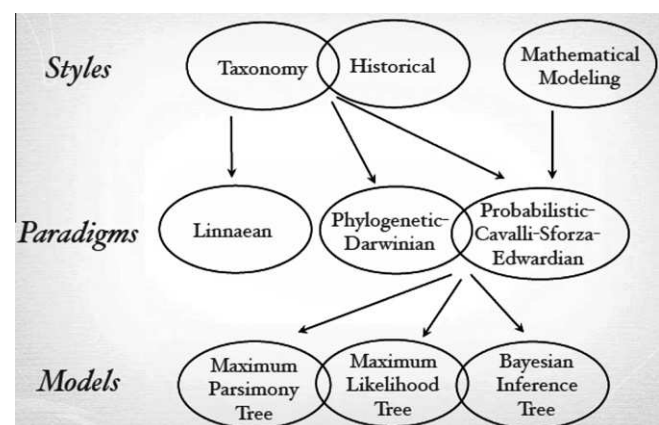 Styles
Taxonomy
Historical
Mathematical
Modeling
Paradigms
Linnaean
Phylogenetic-
Darwinian
Probabilistic-
Cavalli-Sforza-
Edwardian
Models
Maximum
Parsimony
Tree
Maximum
Likelihood
Tree
Bayesian
Inference
Tree